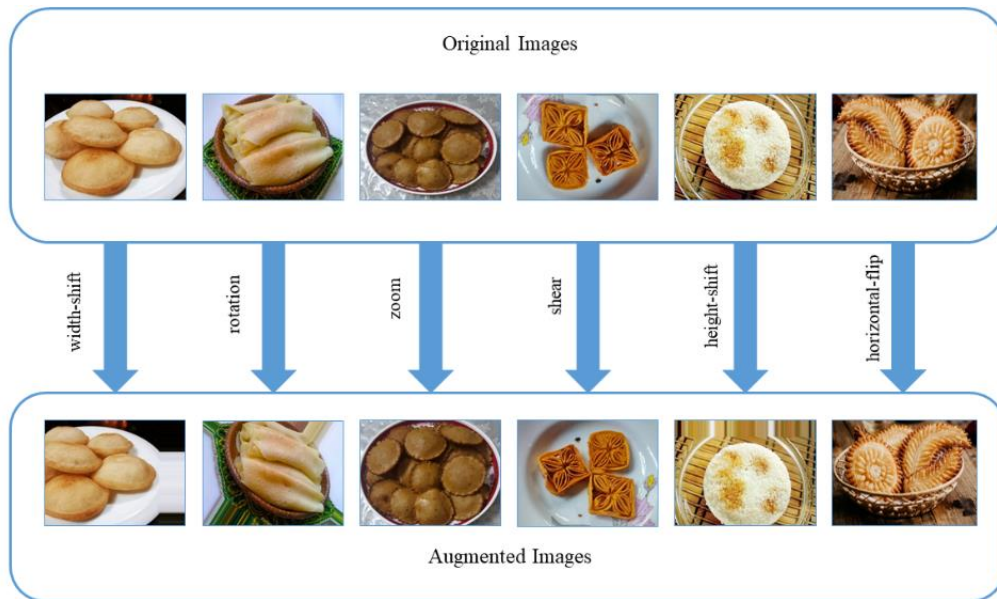 Original Images
width-shift
rotation
zoom
shear
height-shift
horizontal-flip
Augmented Images